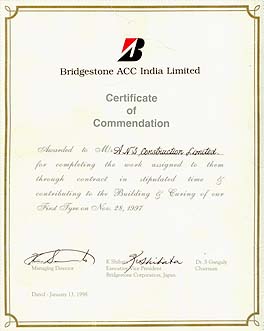 Bridgestone ACC India Limited
Certificate
of
Commendation
Awarded to M/s A.N.S. Construction Limited
for completing the work assigned to them
through contract in stipulated time &
contributing to the Building & Curing of our
First Tyre on Nov. 28, 1997
K Shibata Dr. S Ganguly
Managing Director Executive Vice President Chairman
Bridgestone Corporation, Japan
Dated - January 13, 1998